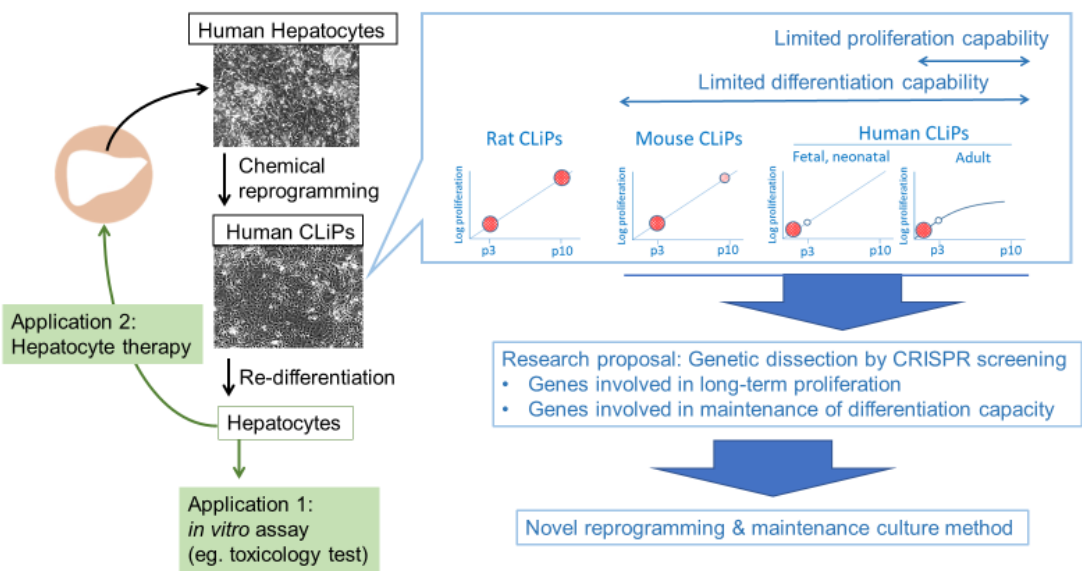 Human Hepatocytes
Chemical
reprogramming
Human CLiPs
Re-differentiation
Hepatocytes
Application 2:
Hepatocyte therapy
Application 1:
in vitro assay
(eg. toxicology test)
Limited proliferation capability
Limited differentiation capability
Rat CLiPs
Log proliferation
p3
p10
Mouse CLiPs
Log proliferation
p3
p10
Human CLiPs
Fetal, neonatal
Log proliferation
p3
p10
Adult
Log proliferation
p3
p10
Research proposal: Genetic dissection by CRISPR screening
• Genes involved in long-term proliferation
• Genes involved in maintenance of differentiation capacity
Novel reprogramming & maintenance culture method